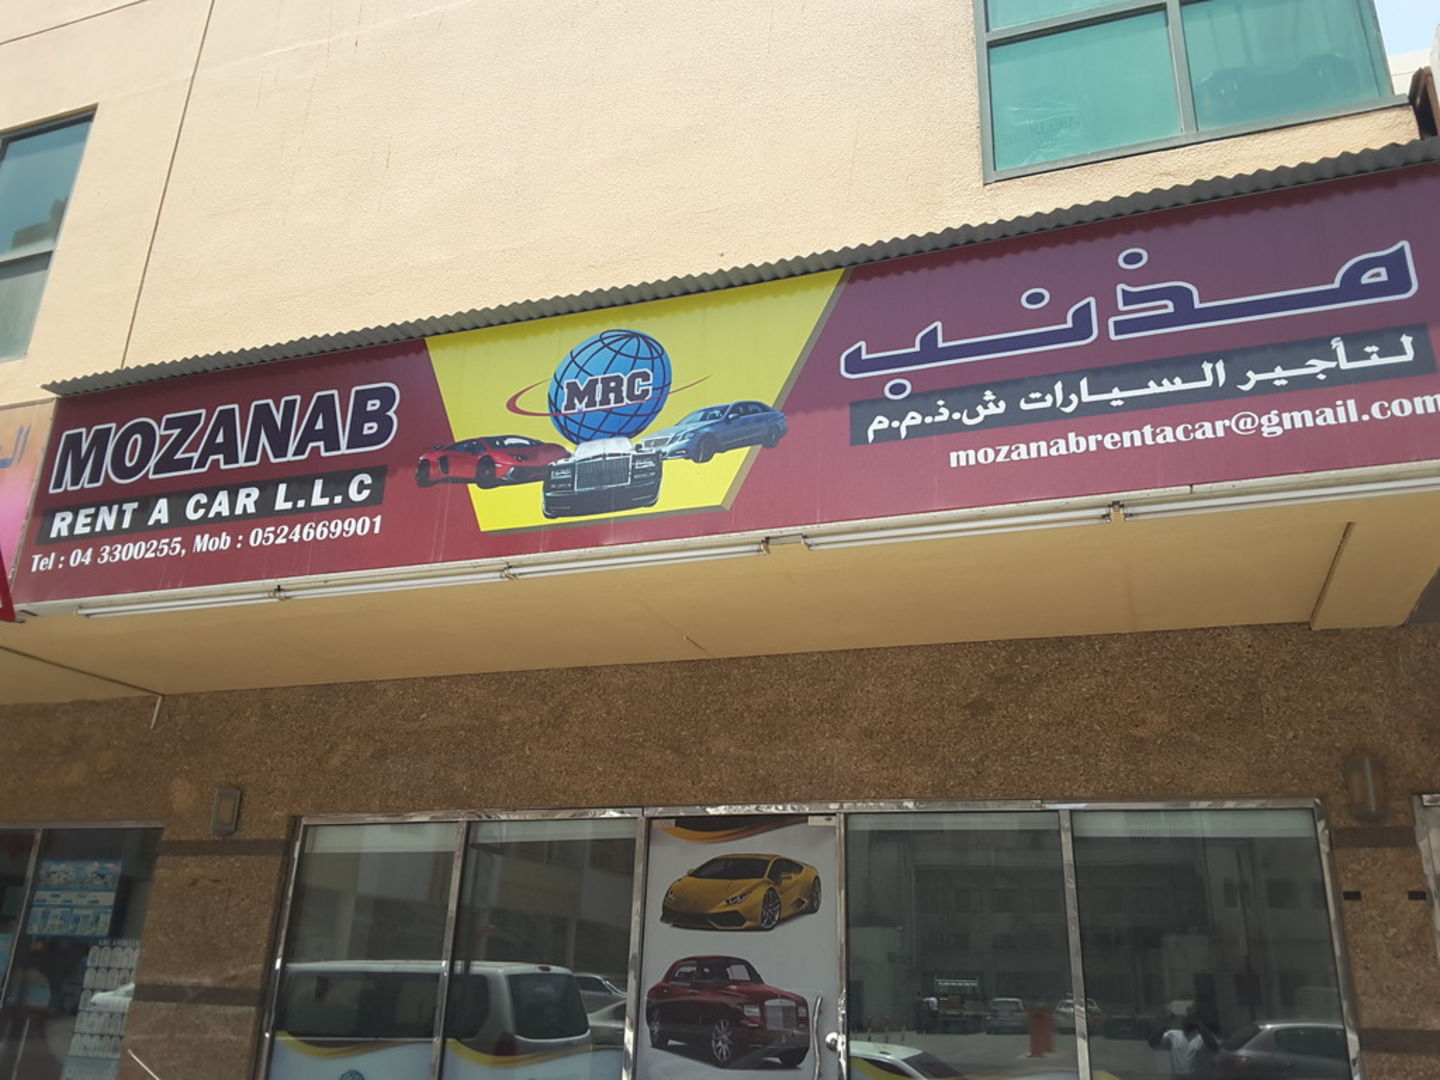 MOZANAB
RENT A CAR L.L.C
Tel : 04 3300255, Mob : 0524669901
MRC
مذنب
لتأجير السيارات ش.ذ.م.م
mozanabrentacar@gmail.com